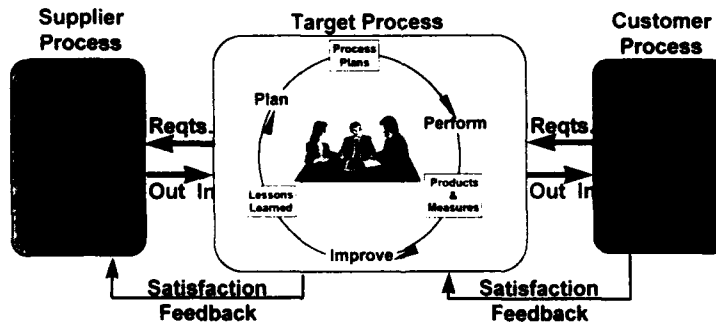 Supplier
Process
Target Process
Customer
Process
Process
Plans
Plan
Perform
Reqts.
Reqts.
Out In
Out In
Lessons
Learned
Products
&
Measures
Improve
Satisfaction
Feedback
Satisfaction
Feedback